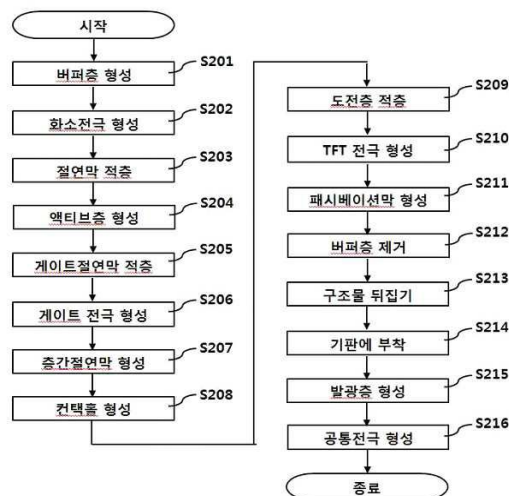 시작
버퍼층 형성
S201
화소전극 형성
S202
절연막 적층
S203
액티브층 형성
S204
게이트절연막 적층
S205
게이트 전극 형성
S206
층간절연막 형성
S207
컨택홀 형성
S208
도전층 적층
S209
TFT 전극 형성
S210
패시베이션막 형성
S211
버퍼층 제거
S212
구조물 뒤집기
S213
기판에 부착
S214
발광층 형성
S215
공통전극 형성
S216
종료